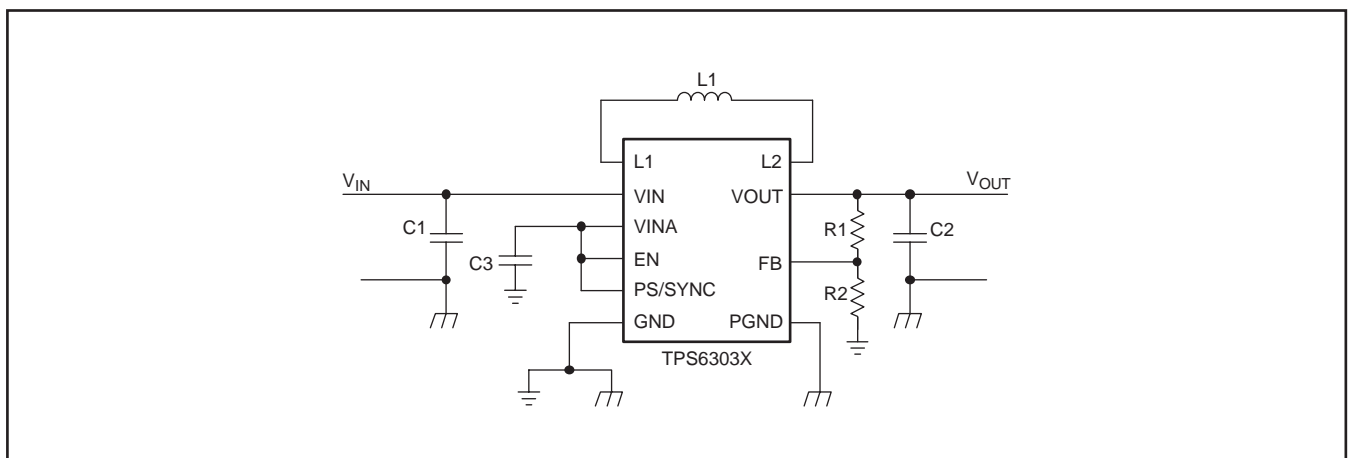 L1
L1
L2
V_IN
VIN
VOUT
V_OUT
C1
VINA
R1
C2
C3
EN
FB
PS/SYNC
R2
GND
PGND
TPS6303X